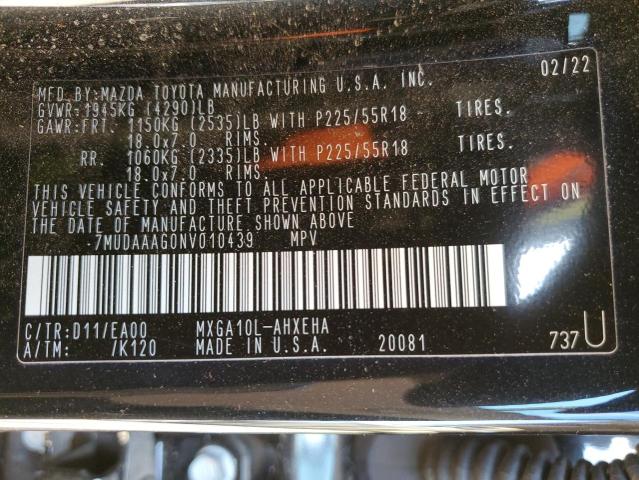 MFD.BY:MAZDA TOYOTA MANUFACTURING U.S.A. INC. 02/22
GVWR:1945KG (4290)LB
GAWR:FRT. 1150KG (2535)LB WITH P225/55R18 TIRES.
18.0x7.0 RIMS.
RR. 1060KG (2335)LB WITH P225/55R18 TIRES.
18.0x7.0 RIMS.
THIS VEHICLE CONFORMS TO ALL APPLICABLE FEDERAL MOTOR
VEHICLE SAFETY AND THEFT PREVENTION STANDARDS IN EFFECT ON
THE DATE OF MANUFACTURE SHOWN ABOVE
7MUDAAAG0NV010439 MPV
C/TR:D11/EA00 MXGA10L-AHXEHA
A/TM: /K120 MADE IN U.S.A. 20081 737U